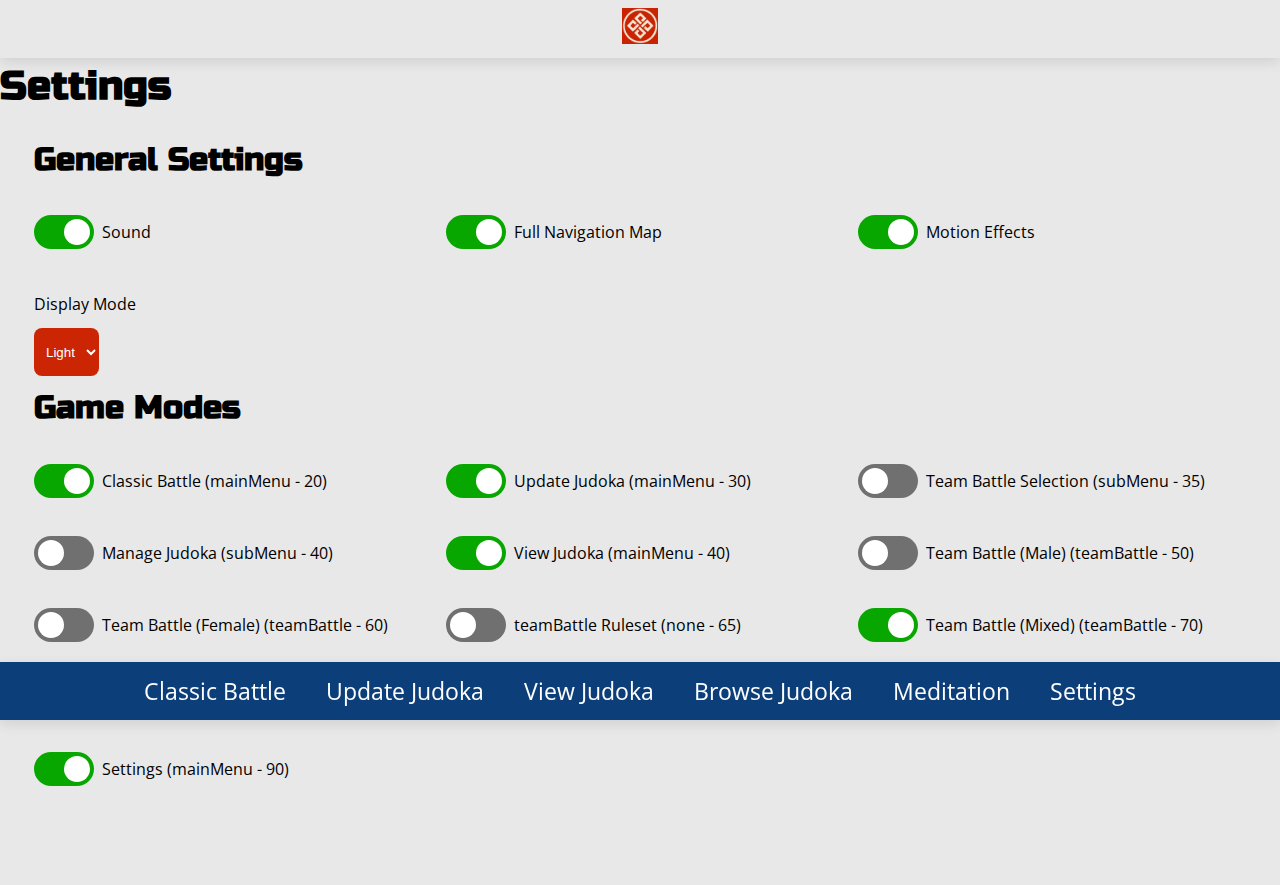 Settings
General Settings
Sound
Full Navigation Map
Motion Effects
Display Mode
Light
Game Modes
Classic Battle (mainMenu - 20)
Update Judoka (mainMenu - 30)
Team Battle Selection (subMenu - 35)
Manage Judoka (subMenu - 40)
View Judoka (mainMenu - 40)
Team Battle (Male) (teamBattle - 50)
Team Battle (Female) (teamBattle - 60)
teamBattle Ruleset (none - 65)
Team Battle (Mixed) (teamBattle - 70)
Classic Battle
Update Judoka
View Judoka
Browse Judoka
Meditation
Settings
Settings (mainMenu - 90)